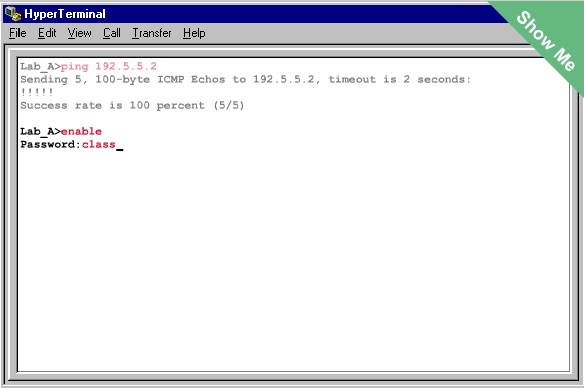 HyperTerminal
Show Me
File Edit View Call Transfer Help
Lab_A>ping 192.5.5.2
Sending 5, 100-byte ICMP Echos to 192.5.5.2, timeout is 2 seconds:
!!!!!
Success rate is 100 percent (5/5)
Lab_A>enable
Password:class_